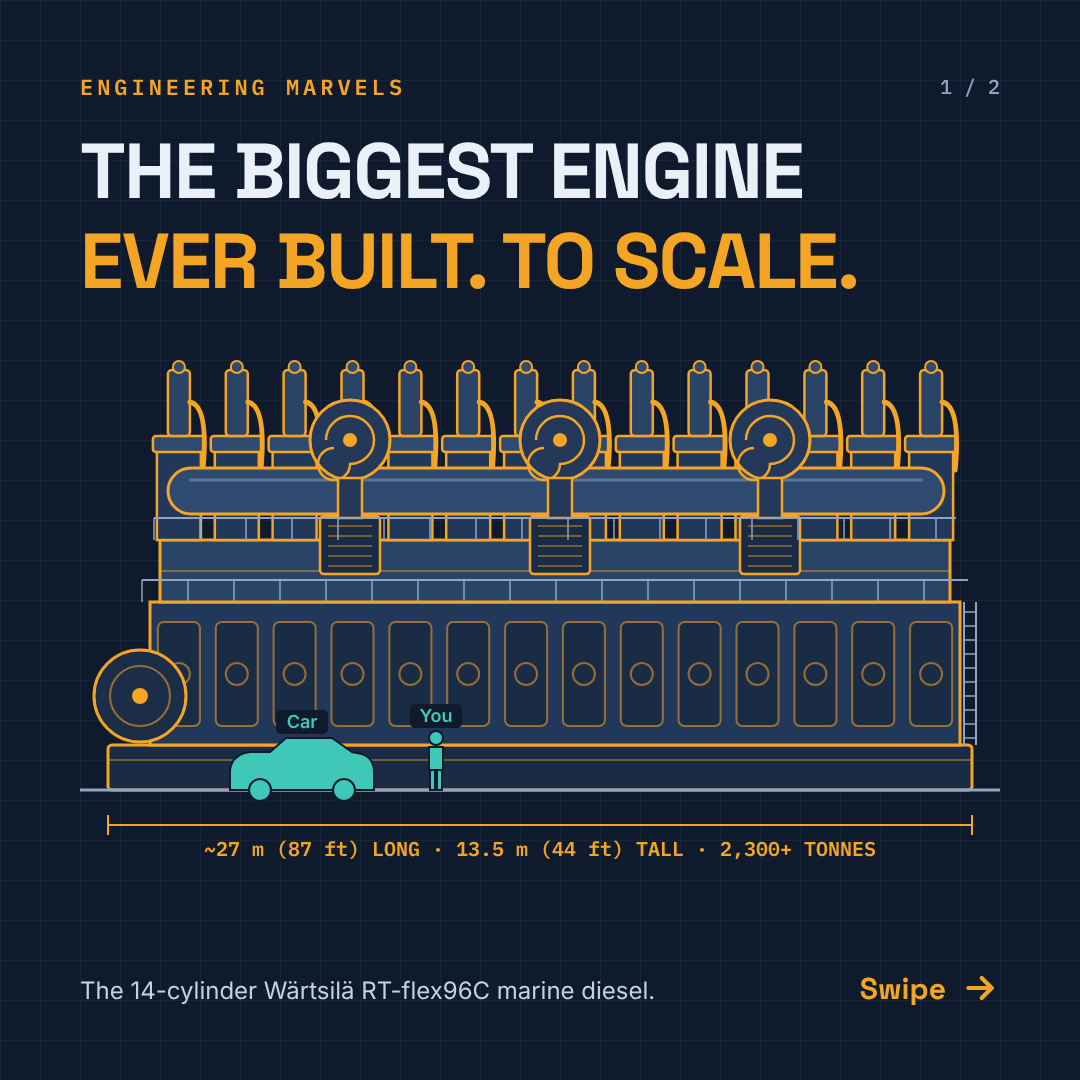 ENGINEERING MARVELS
1 / 2
THE BIGGEST ENGINE
EVER BUILT. TO SCALE.
Car
You
~27 m (87 ft) LONG · 13.5 m (44 ft) TALL · 2,300+ TONNES
The 14-cylinder Wärtsilä RT-flex96C marine diesel.
Swipe →